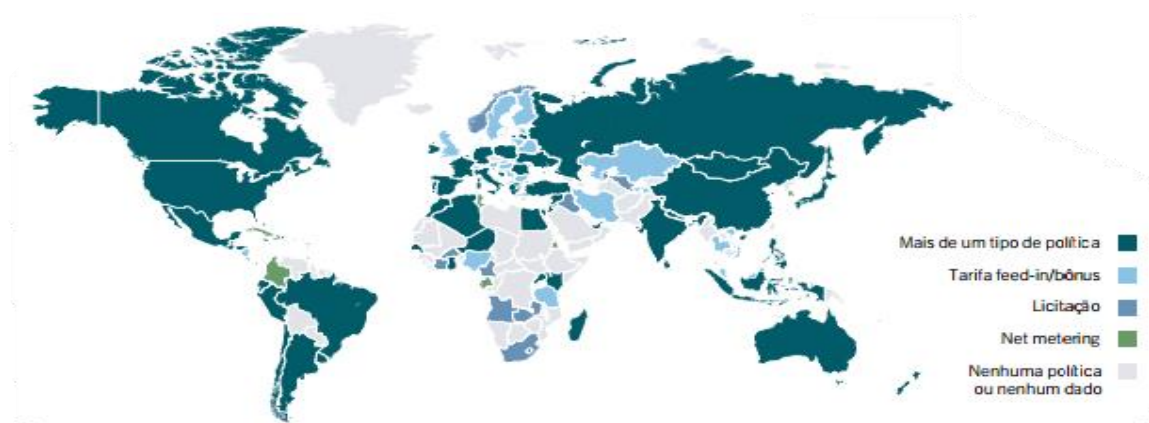 Mais de um tipo de política
Tarifa feed-in/bônus
Licitação
Net metering
Nenhuma política
ou nenhum dado